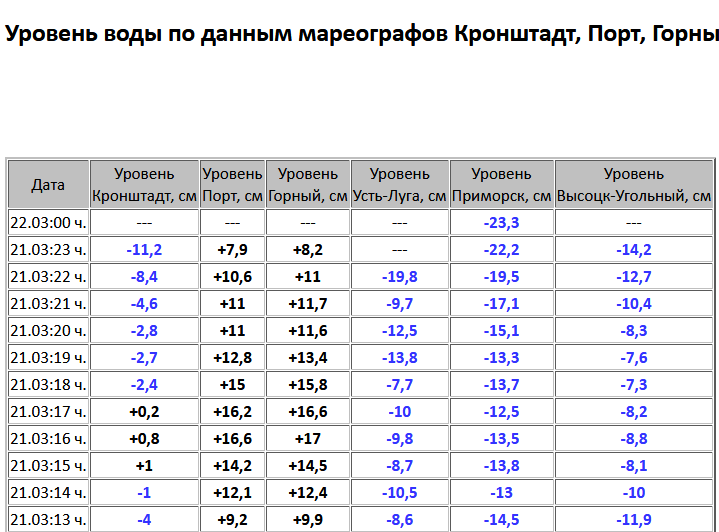 Уровень воды по данным мареографов Кронштадт, Порт, Горны
Дата Уровень Кронштадт, см Уровень Порт, см Уровень Горный, см Уровень Усть-Луга, см Уровень Приморск, см Уровень Высоцк-Угольный, см
22.03:00 ч. --- --- --- --- -23,3 ---
21.03:23 ч. -11,2 +7,9 +8,2 --- -22,2 -14,2
21.03:22 ч. -8,4 +10,6 +11 -19,8 -19,5 -12,7
21.03:21 ч. -4,6 +11 +11,7 -9,7 -17,1 -10,4
21.03:20 ч. -2,8 +11 +11,6 -12,5 -15,1 -8,3
21.03:19 ч. -2,7 +12,8 +13,4 -13,8 -13,3 -7,6
21.03:18 ч. -2,4 +15 +15,8 -7,7 -13,7 -7,3
21.03:17 ч. +0,2 +16,2 +16,6 -10 -12,5 -8,2
21.03:16 ч. +0,8 +16,6 +17 -9,8 -13,5 -8,8
21.03:15 ч. +1 +14,2 +14,5 -8,7 -13,8 -8,1
21.03:14 ч. -1 +12,1 +12,4 -10,5 -13 -10
21.03:13 ч. -4 +9,2 +9,9 -8,6 -14,5 -11,9